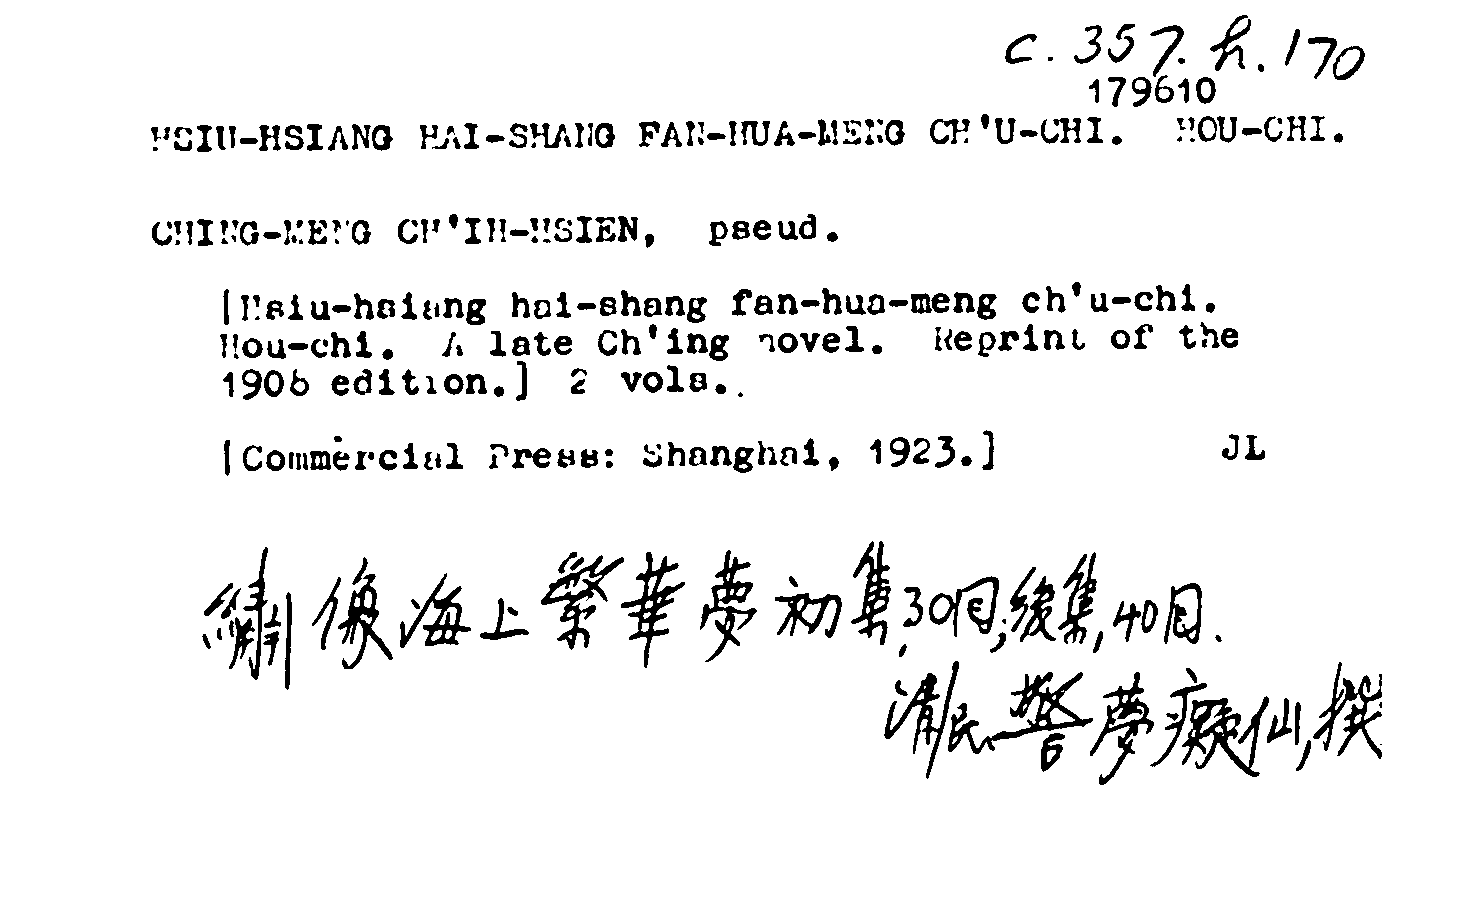 c. 357. h. 170
179610
HSIU-HSIANG HAI-SHANG FAN-HUA-MENG CH'U-CHI. HOU-CHI.
CHING-MENG CH'IH-HSIEN, pseud.
[Hsiu-hsiang hai-shang fan-hua-meng ch'u-chi.
Hou-chi. A late Ch'ing novel. Reprint of the
1906 edition.] 2 vols..
[Commercial Press: Shanghai, 1923.] JL
繡像海上繁華夢初集,30回;後集,40回.
清民.警夢癡仙,撰